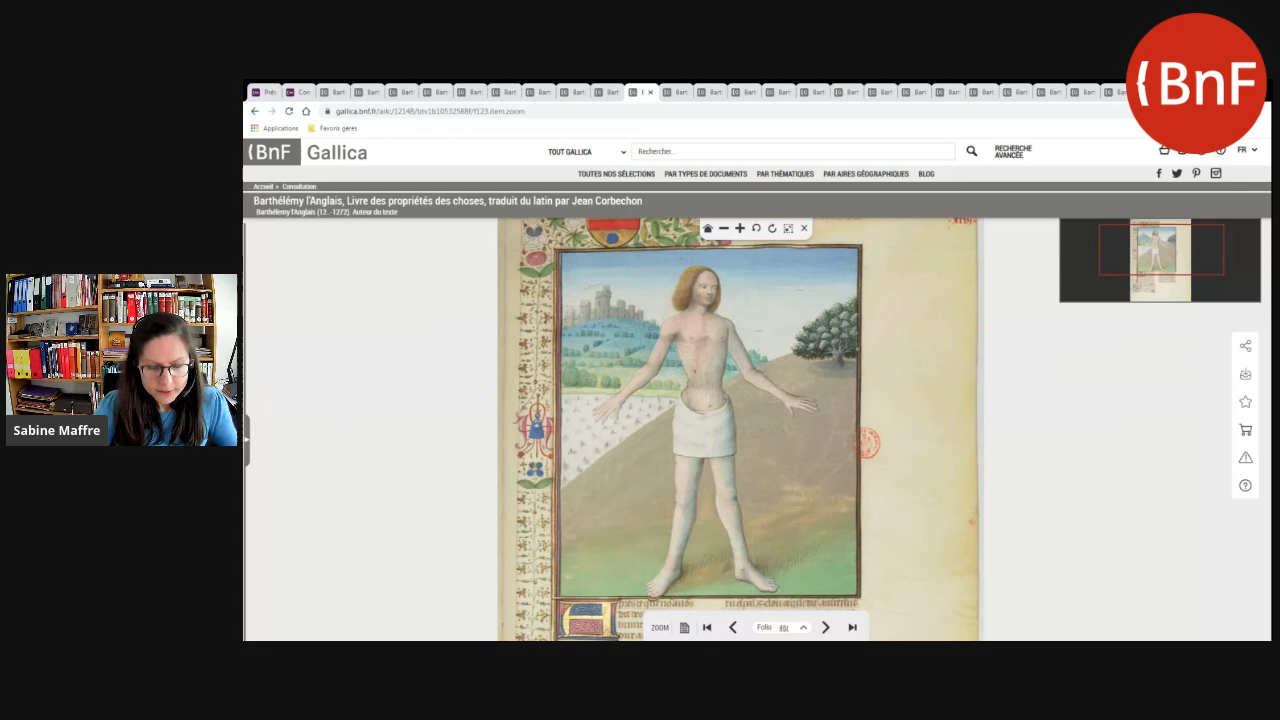 (BnF
gallica.bnf.fr/ark:/12148/btv1b10532588f/f123.item.zoom
Applications
Favoris gérés
(BnF Gallica
TOUT GALLICA
Rechercher...
RECHERCHE
AVANCÉE
FR
TOUTES NOS SÉLECTIONS PAR TYPES DE DOCUMENTS PAR THÉMATIQUES PAR AIRES GÉOGRAPHIQUES BLOG
Accueil > Consultation
Barthélémy l'Anglais, Livre des propriétés des choses, traduit du latin par Jean Corbechon
Barthélemy l'Anglais (12..-1272). Auteur du texte
Sabine Maffre
ZOOM
Folio 46r